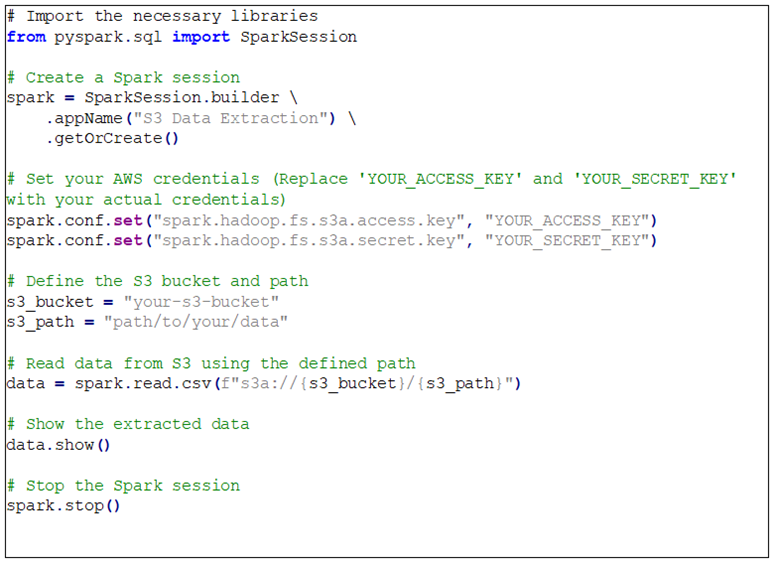 # Import the necessary libraries
from pyspark.sql import SparkSession
# Create a Spark session
spark = SparkSession.builder \
    .appName("S3 Data Extraction") \
    .getOrCreate()
# Set your AWS credentials (Replace 'YOUR_ACCESS_KEY' and 'YOUR_SECRET_KEY'
with your actual credentials)
spark.conf.set("spark.hadoop.fs.s3a.access.key", "YOUR_ACCESS_KEY")
spark.conf.set("spark.hadoop.fs.s3a.secret.key", "YOUR_SECRET_KEY")
# Define the S3 bucket and path
s3_bucket = "your-s3-bucket"
s3_path = "path/to/your/data"
# Read data from S3 using the defined path
data = spark.read.csv(f"s3a://{s3_bucket}/{s3_path}")
# Show the extracted data
data.show()
# Stop the Spark session
spark.stop()